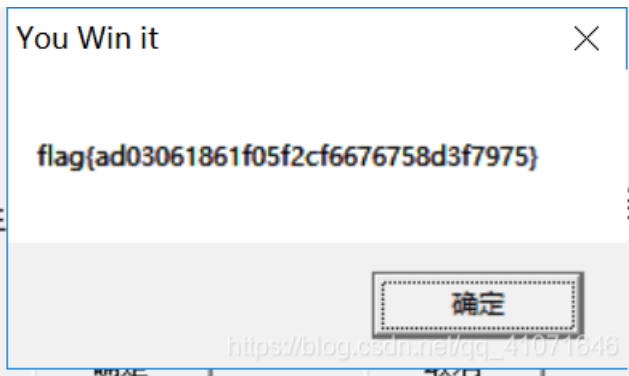 You Win it
flag{ad03061861f05f2cf6676758d3f7975}
确定
https://blog.csdn.net/qq_41071646